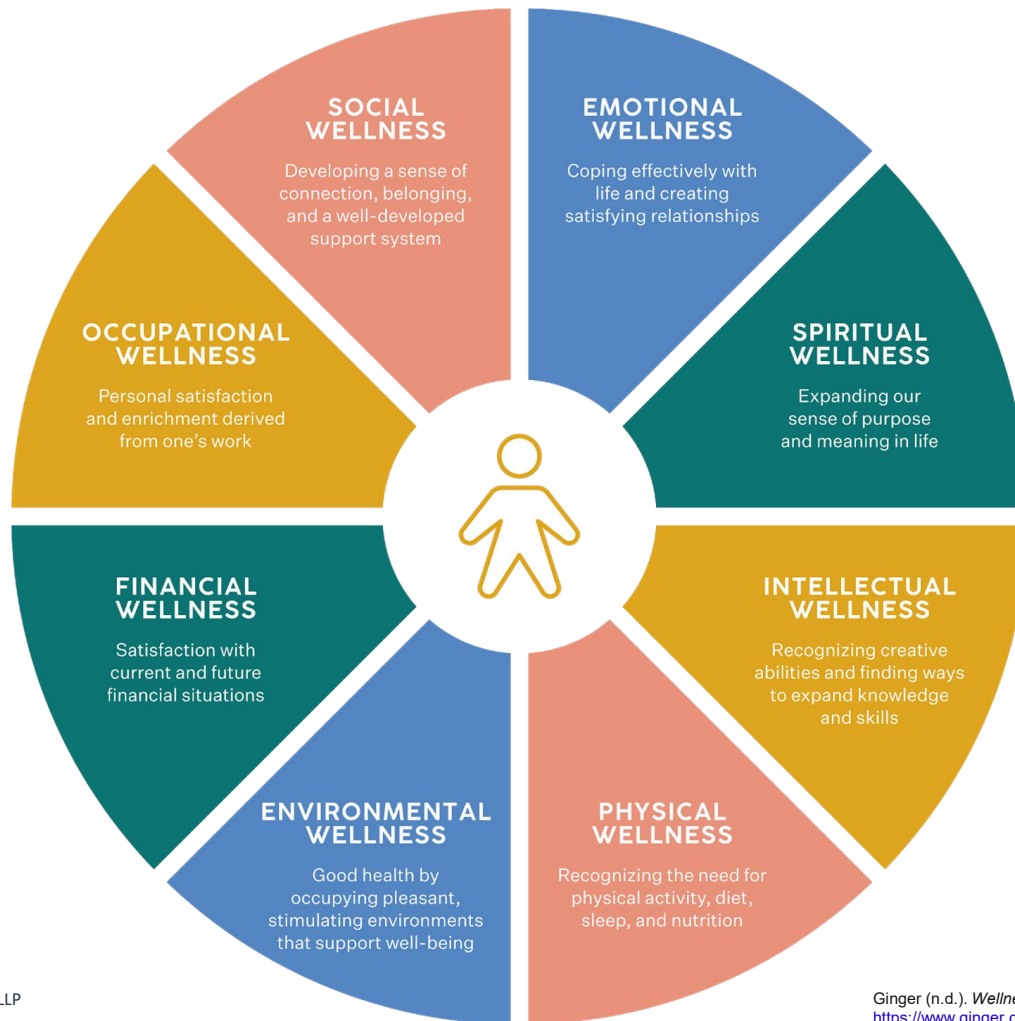 SOCIAL
WELLNESS
Developing a sense of
connection, belonging,
and a well-developed
support system
EMOTIONAL
WELLNESS
Coping effectively with
life and creating
satisfying relationships
SPIRITUAL
WELLNESS
Expanding our
sense of purpose
and meaning in life
INTELLECTUAL
WELLNESS
Recognizing creative
abilities and finding ways
to expand knowledge
and skills
PHYSICAL
WELLNESS
Recognizing the need for
physical activity, diet,
sleep, and nutrition
ENVIRONMENTAL
WELLNESS
Good health by
occupying pleasant,
stimulating environments
that support well-being
FINANCIAL
WELLNESS
Satisfaction with
current and future
financial situations
OCCUPATIONAL
WELLNESS
Personal satisfaction
and enrichment derived
from one’s work
LLP
Ginger (n.d.). Wellne
https://www.ginger.c